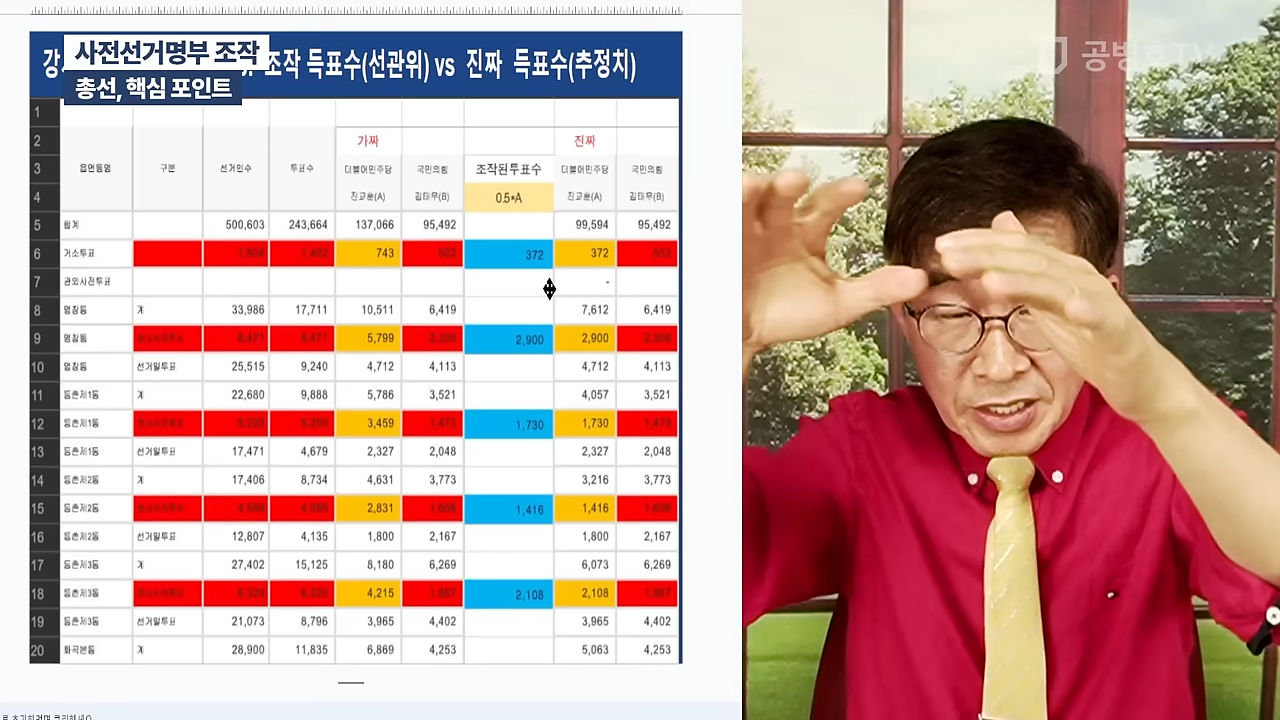 사전선거명부 조작
총선, 핵심 포인트
조작 득표수(선관위) vs 진짜 득표수(추정치)
공병호TV
1
2 가짜 진짜
3 읍면동명 구분 선거인수 투표수 더불어민주당 국민의힘 조작된투표수 더불어민주당 국민의힘
4 진교훈(A) 김태우(B) 0.5*A 진교훈(A) 김태우(B)
5 합계 500,603 243,664 137,066 95,492 99,594 95,492
6 거소투표 743 372 372
7 관외사전투표 -
8 염창동 계 33,986 17,711 10,511 6,419 7,612 6,419
9 염창동 5,799 2,900 2,900
10 염창동 선거일투표 25,515 9,240 4,712 4,113 4,712 4,113
11 등촌제1동 계 22,680 9,888 5,786 3,521 4,057 3,521
12 등촌제1동 3,459 1,730 1,730
13 등촌제1동 선거일투표 17,471 4,679 2,327 2,048 2,327 2,048
14 등촌제2동 계 17,406 8,734 4,631 3,773 3,216 3,773
15 등촌제2동 2,831 1,416 1,416
16 등촌제2동 선거일투표 12,807 4,135 1,800 2,167 1,800 2,167
17 등촌제3동 계 27,402 15,125 8,180 6,269 6,073 6,269
18 등촌제3동 4,215 2,108 2,108
19 등촌제3동 선거일투표 21,073 8,796 3,965 4,402 3,965 4,402
20 화곡본동 계 28,900 11,835 6,869 4,253 5,063 4,253